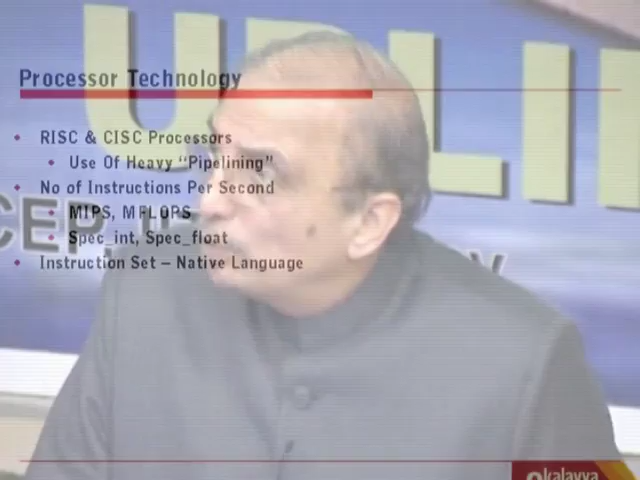 Processor Technology
RISC & CISC Processors
Use Of Heavy “Pipelining”
No of Instructions Per Second
MIPS, MFLOPS
Spec_int, Spec_float
Instruction Set – Native Language
CEP,